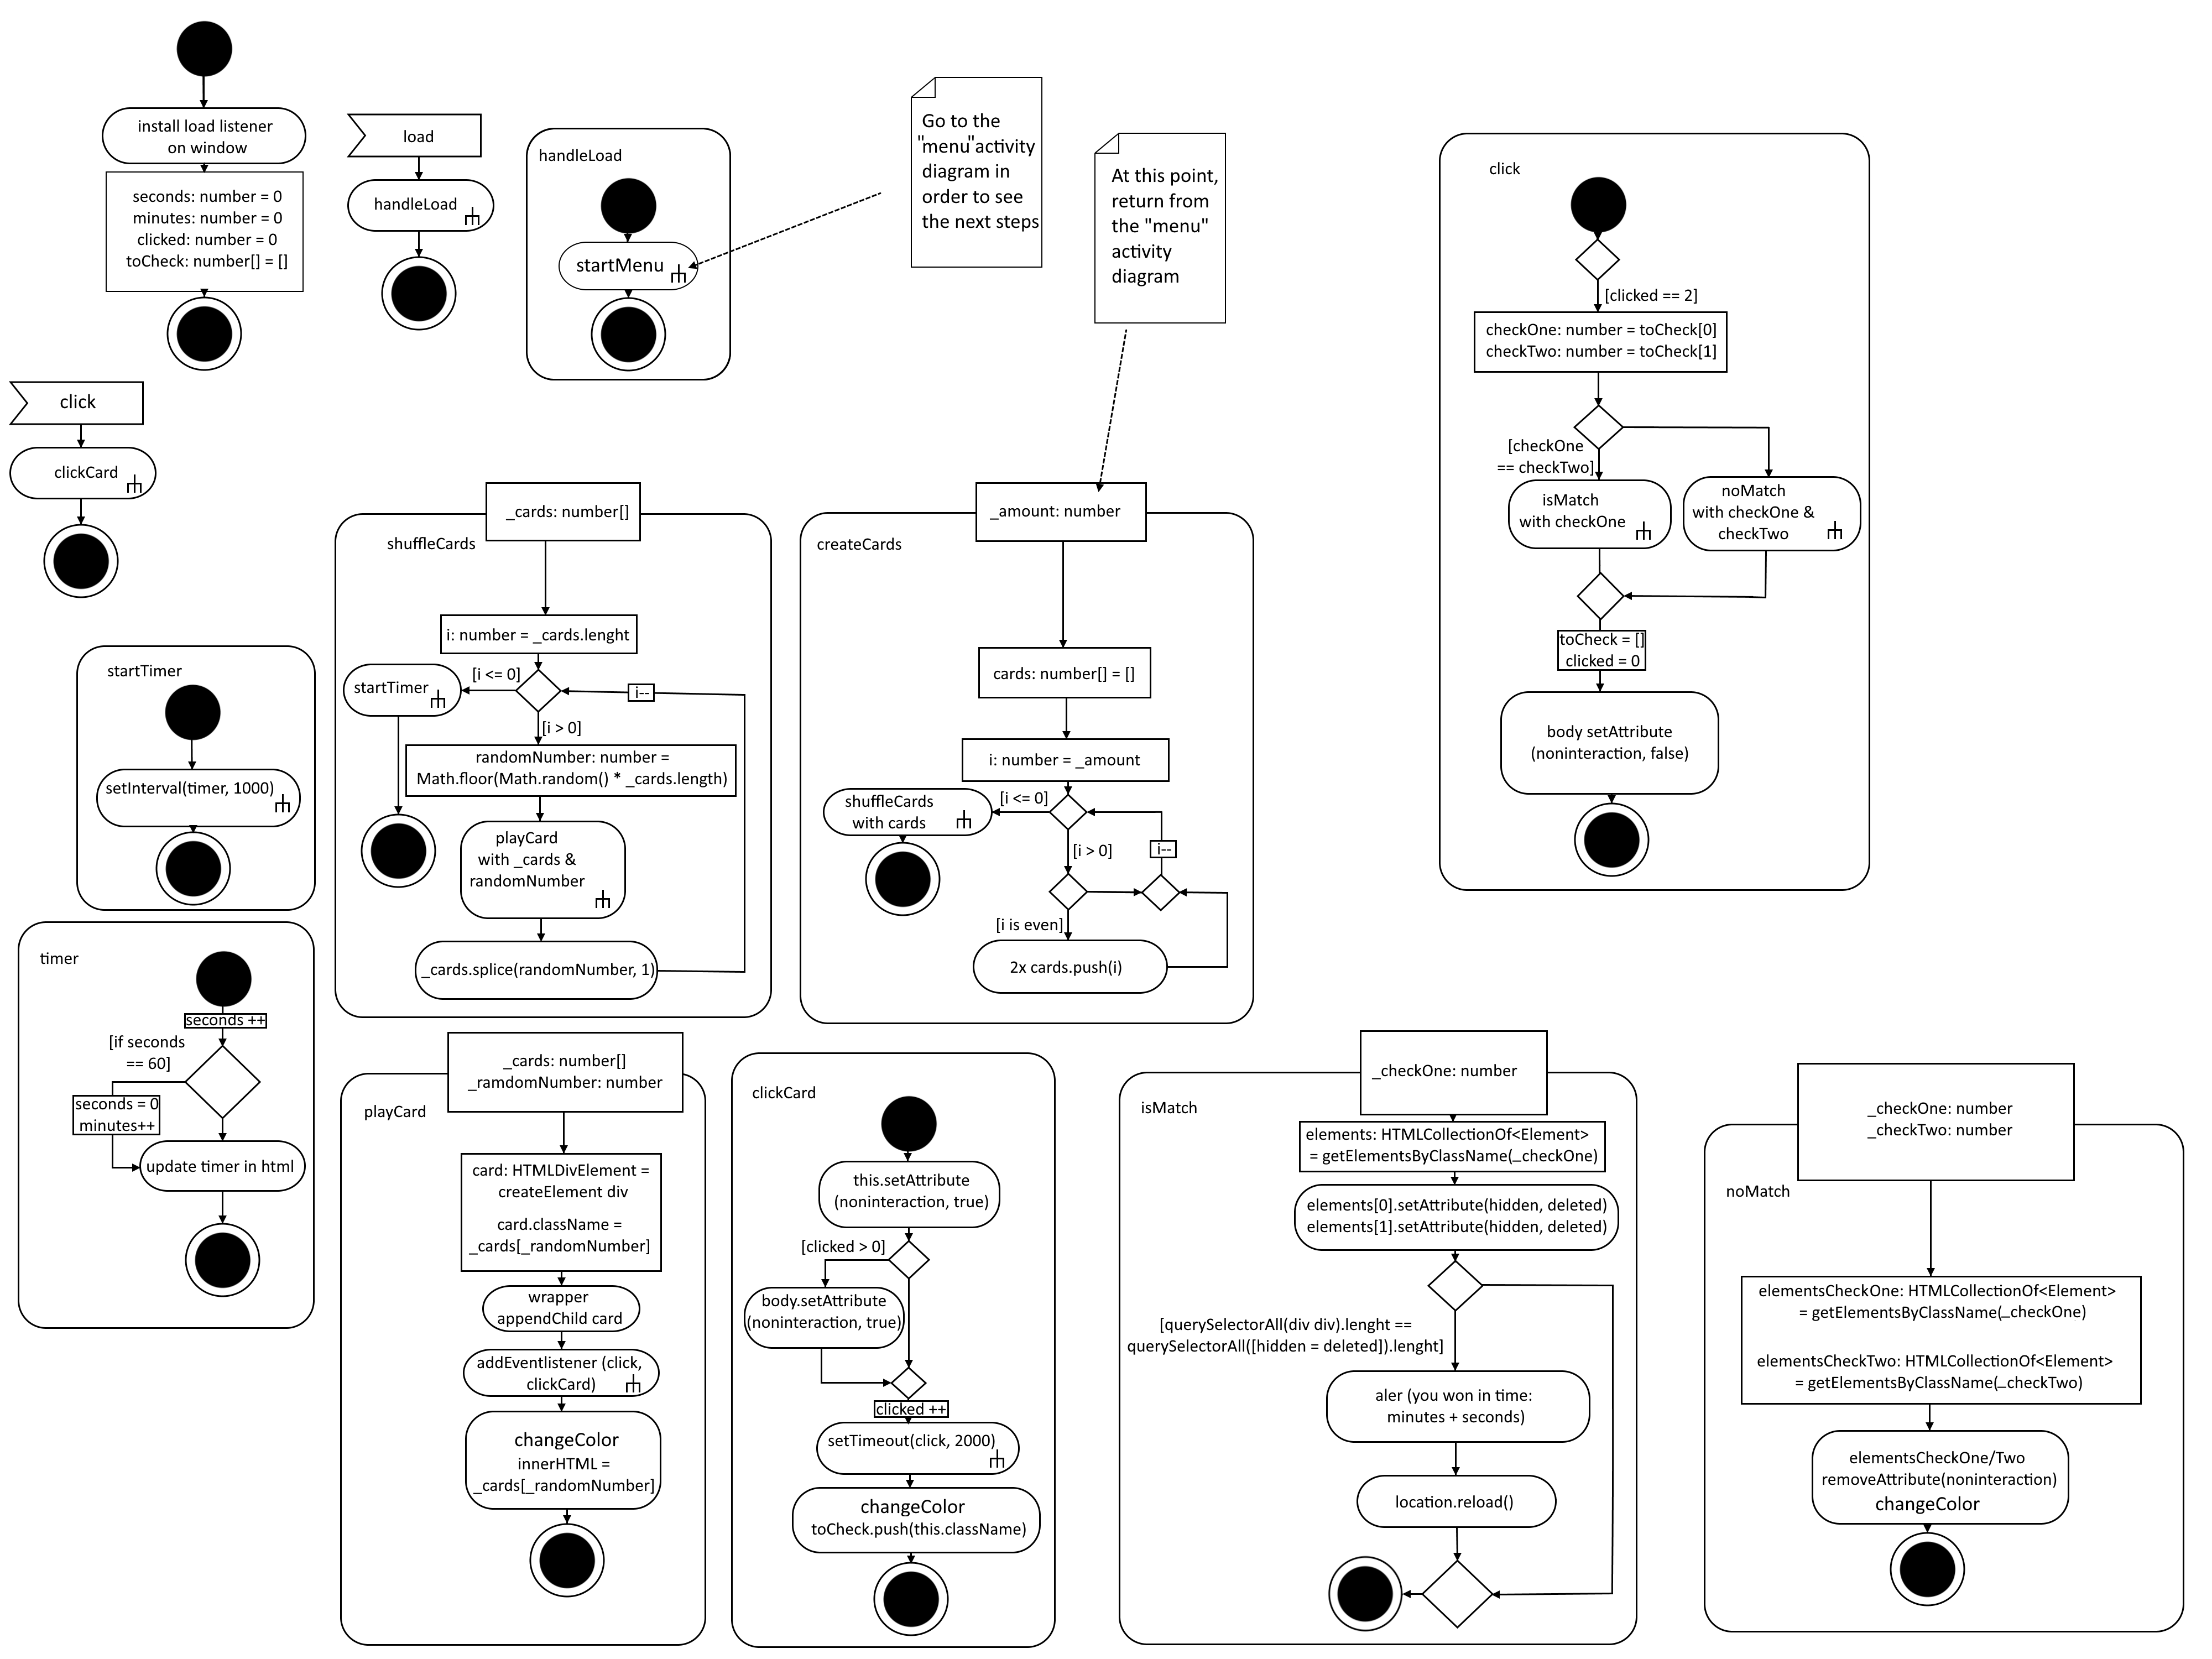 install load listener
on window
seconds: number = 0
minutes: number = 0
clicked: number = 0
toCheck: number[] = []
load
handleLoad
handleLoad
startMenu
Go to the
"menu"activity
diagram in
order to see
the next steps
At this point,
return from
the "menu"
activity
diagram
click
[clicked == 2]
checkOne: number = toCheck[0]
checkTwo: number = toCheck[1]
[checkOne
== checkTwo]
isMatch
with checkOne
noMatch
with checkOne &
checkTwo
toCheck = []
clicked = 0
body setAttribute
(noninteraction, false)
click
clickCard
_cards: number[]
shuffleCards
i: number = _cards.lenght
[i <= 0]
startTimer
i--
[i > 0]
randomNumber: number =
Math.floor(Math.random() * _cards.length)
playCard
with _cards &
randomNumber
_cards.splice(randomNumber, 1)
_amount: number
createCards
cards: number[] = []
i: number = _amount
[i <= 0]
shuffleCards
with cards
[i > 0]
i--
[i is even]
2x cards.push(i)
startTimer
setInterval(timer, 1000)
timer
seconds ++
[if seconds
== 60]
seconds = 0
minutes++
update timer in html
_cards: number[]
_ramdomNumber: number
playCard
card: HTMLDivElement =
createElement div
card.className =
_cards[_randomNumber]
wrapper
appendChild card
addEventlistener (click,
clickCard)
changeColor
innerHTML =
_cards[_randomNumber]
clickCard
this.setAttribute
(noninteraction, true)
[clicked > 0]
body.setAttribute
(noninteraction, true)
clicked ++
setTimeout(click, 2000)
changeColor
toCheck.push(this.className)
_checkOne: number
isMatch
elements: HTMLCollectionOf<Element>
= getElementsByClassName(_checkOne)
elements[0].setAttribute(hidden, deleted)
elements[1].setAttribute(hidden, deleted)
[querySelectorAll(div div).lenght ==
querySelectorAll([hidden = deleted]).lenght]
aler (you won in time:
minutes + seconds)
location.reload()
_checkOne: number
_checkTwo: number
noMatch
elementsCheckOne: HTMLCollectionOf<Element>
= getElementsByClassName(_checkOne)
elementsCheckTwo: HTMLCollectionOf<Element>
= getElementsByClassName(_checkTwo)
elementsCheckOne/Two
removeAttribute(noninteraction)
changeColor